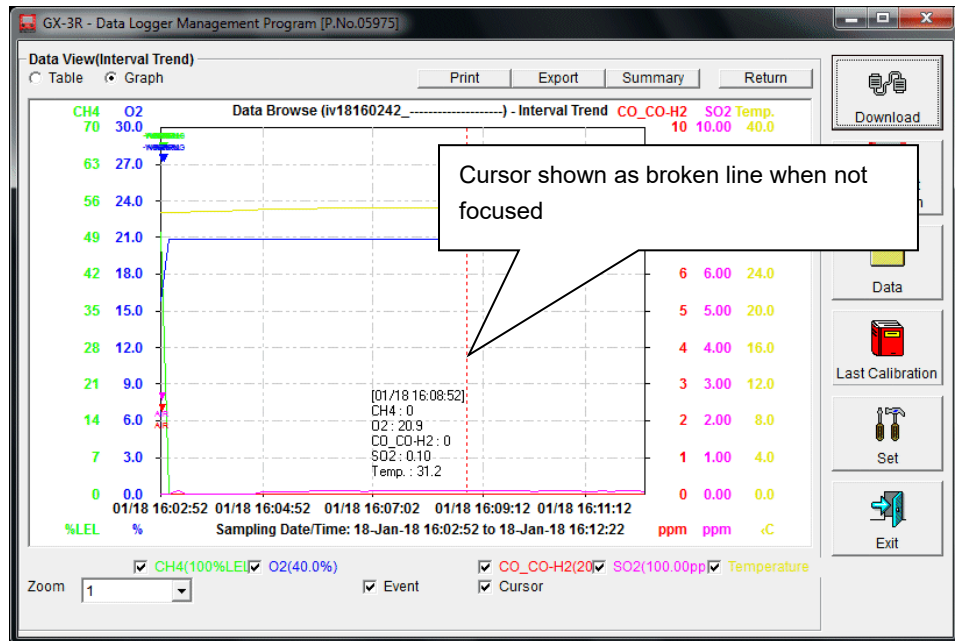 GX-3R - Data Logger Management Program [P.No.05975]
Data View(Interval Trend)
Table Graph Print Export Summary Return
Download
CH4 O2 Data Browse (iv18160242_--------------------) - Interval Trend CO_CO-H2 SO2 Temp.
70 30.0 10 10.00 40.0
63 27.0
Cursor shown as broken line when not
focused
56 24.0
49 21.0
42 18.0 6 6.00 24.0
Data
35 15.0 5 5.00 20.0
28 12.0 4 4.00 16.0
Last Calibration
21 9.0 3 3.00 12.0
[01/18 16:08:52]
CH4 : 0
14 6.0 2 2.00 8.0
O2 : 20.9
CO_CO-H2 : 0
SO2 : 0.10
7 3.0 1 1.00 4.0
Set
Temp. : 31.2
0 0.0 0 0.00 0.0
01/18 16:02:52 01/18 16:04:52 01/18 16:07:02 01/18 16:09:12 01/18 16:11:12
%LEL % Sampling Date/Time: 18-Jan-18 16:02:52 to 18-Jan-18 16:12:22 ppm ppm ‹C
Exit
CH4(100%LEL O2(40.0%) CO_CO-H2(20 SO2(100.00pp Temperature
Zoom 1 Event Cursor